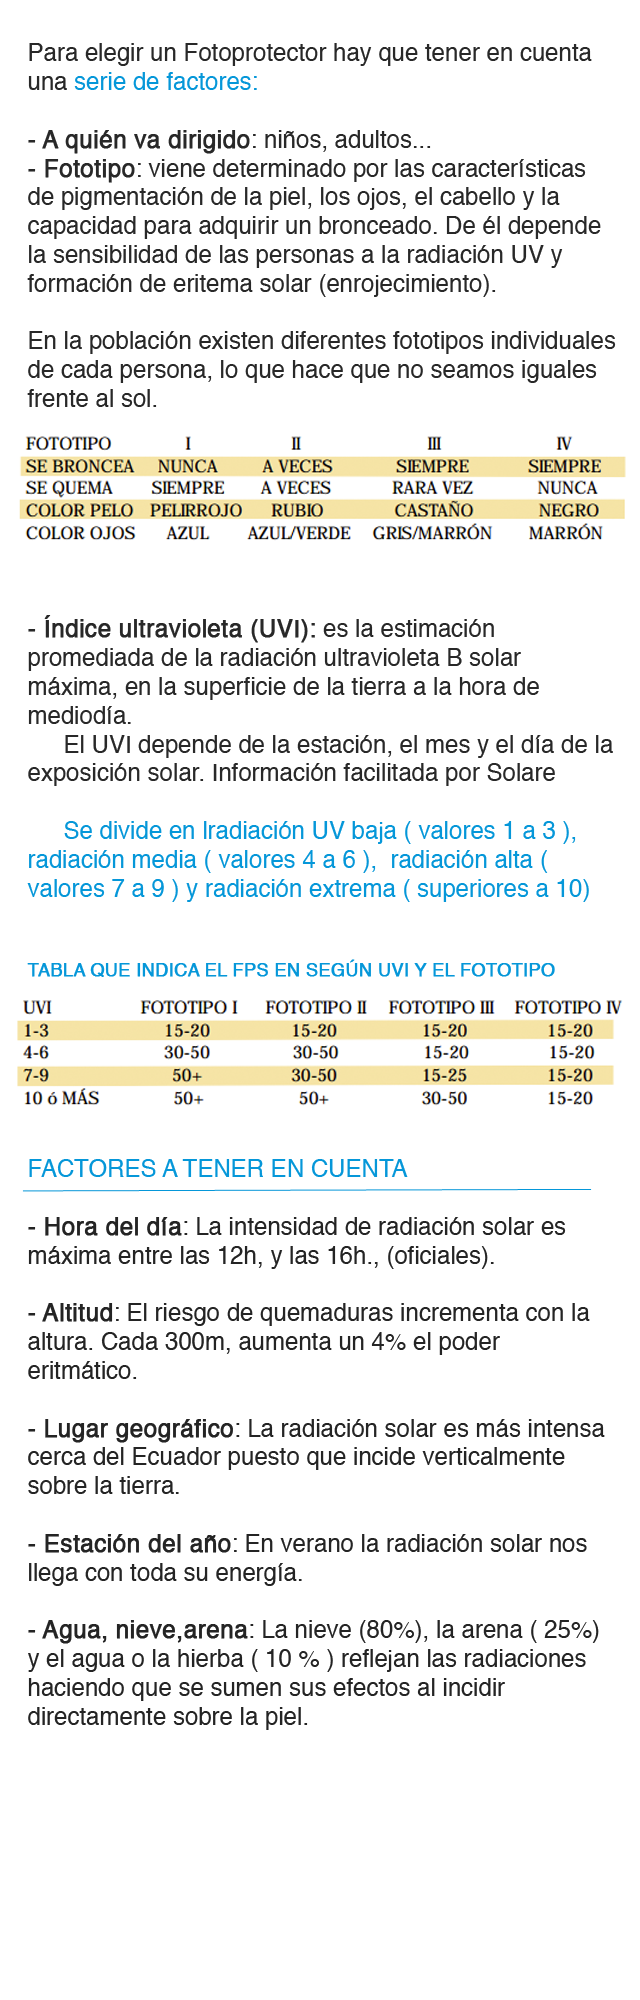 Para elegir un Fotoprotector hay que tener en cuenta
una serie de factores:
- A quién va dirigido: niños, adultos...
- Fototipo: viene determinado por las características
de pigmentación de la piel, los ojos, el cabello y la
capacidad para adquirir un bronceado. De él depende
la sensibilidad de las personas a la radiación UV y
formación de eritema solar (enrojecimiento).
En la población existen diferentes fototipos individuales
de cada persona, lo que hace que no seamos iguales
frente al sol.
FOTOTIPO I II III IV
SE BRONCEA NUNCA A VECES SIEMPRE SIEMPRE
SE QUEMA SIEMPRE A VECES RARA VEZ NUNCA
COLOR PELO PELIRROJO RUBIO CASTAÑO NEGRO
COLOR OJOS AZUL AZUL/VERDE GRIS/MARRÓN MARRÓN
- Índice ultravioleta (UVI): es la estimación
promediada de la radiación ultravioleta B solar
máxima, en la superficie de la tierra a la hora de
mediodía.
El UVI depende de la estación, el mes y el día de la
exposición solar. Información facilitada por Solare
Se divide en Iradiación UV baja ( valores 1 a 3 ),
radiación media ( valores 4 a 6 ), radiación alta (
valores 7 a 9 ) y radiación extrema ( superiores a 10)
TABLA QUE INDICA EL FPS EN SEGÚN UVI Y EL FOTOTIPO
UVI FOTOTIPO I FOTOTIPO II FOTOTIPO III FOTOTIPO IV
1-3 15-20 15-20 15-20 15-20
4-6 30-50 30-50 15-20 15-20
7-9 50+ 30-50 15-25 15-20
10 ó MÁS 50+ 50+ 30-50 15-20
FACTORES A TENER EN CUENTA
- Hora del día: La intensidad de radiación solar es
máxima entre las 12h, y las 16h., (oficiales).
- Altitud: El riesgo de quemaduras incrementa con la
altura. Cada 300m, aumenta un 4% el poder
eritmático.
- Lugar geográfico: La radiación solar es más intensa
cerca del Ecuador puesto que incide verticalmente
sobre la tierra.
- Estación del año: En verano la radiación solar nos
llega con toda su energía.
- Agua, nieve,arena: La nieve (80%), la arena ( 25%)
y el agua o la hierba ( 10 % ) reflejan las radiaciones
haciendo que se sumen sus efectos al incidir
directamente sobre la piel.